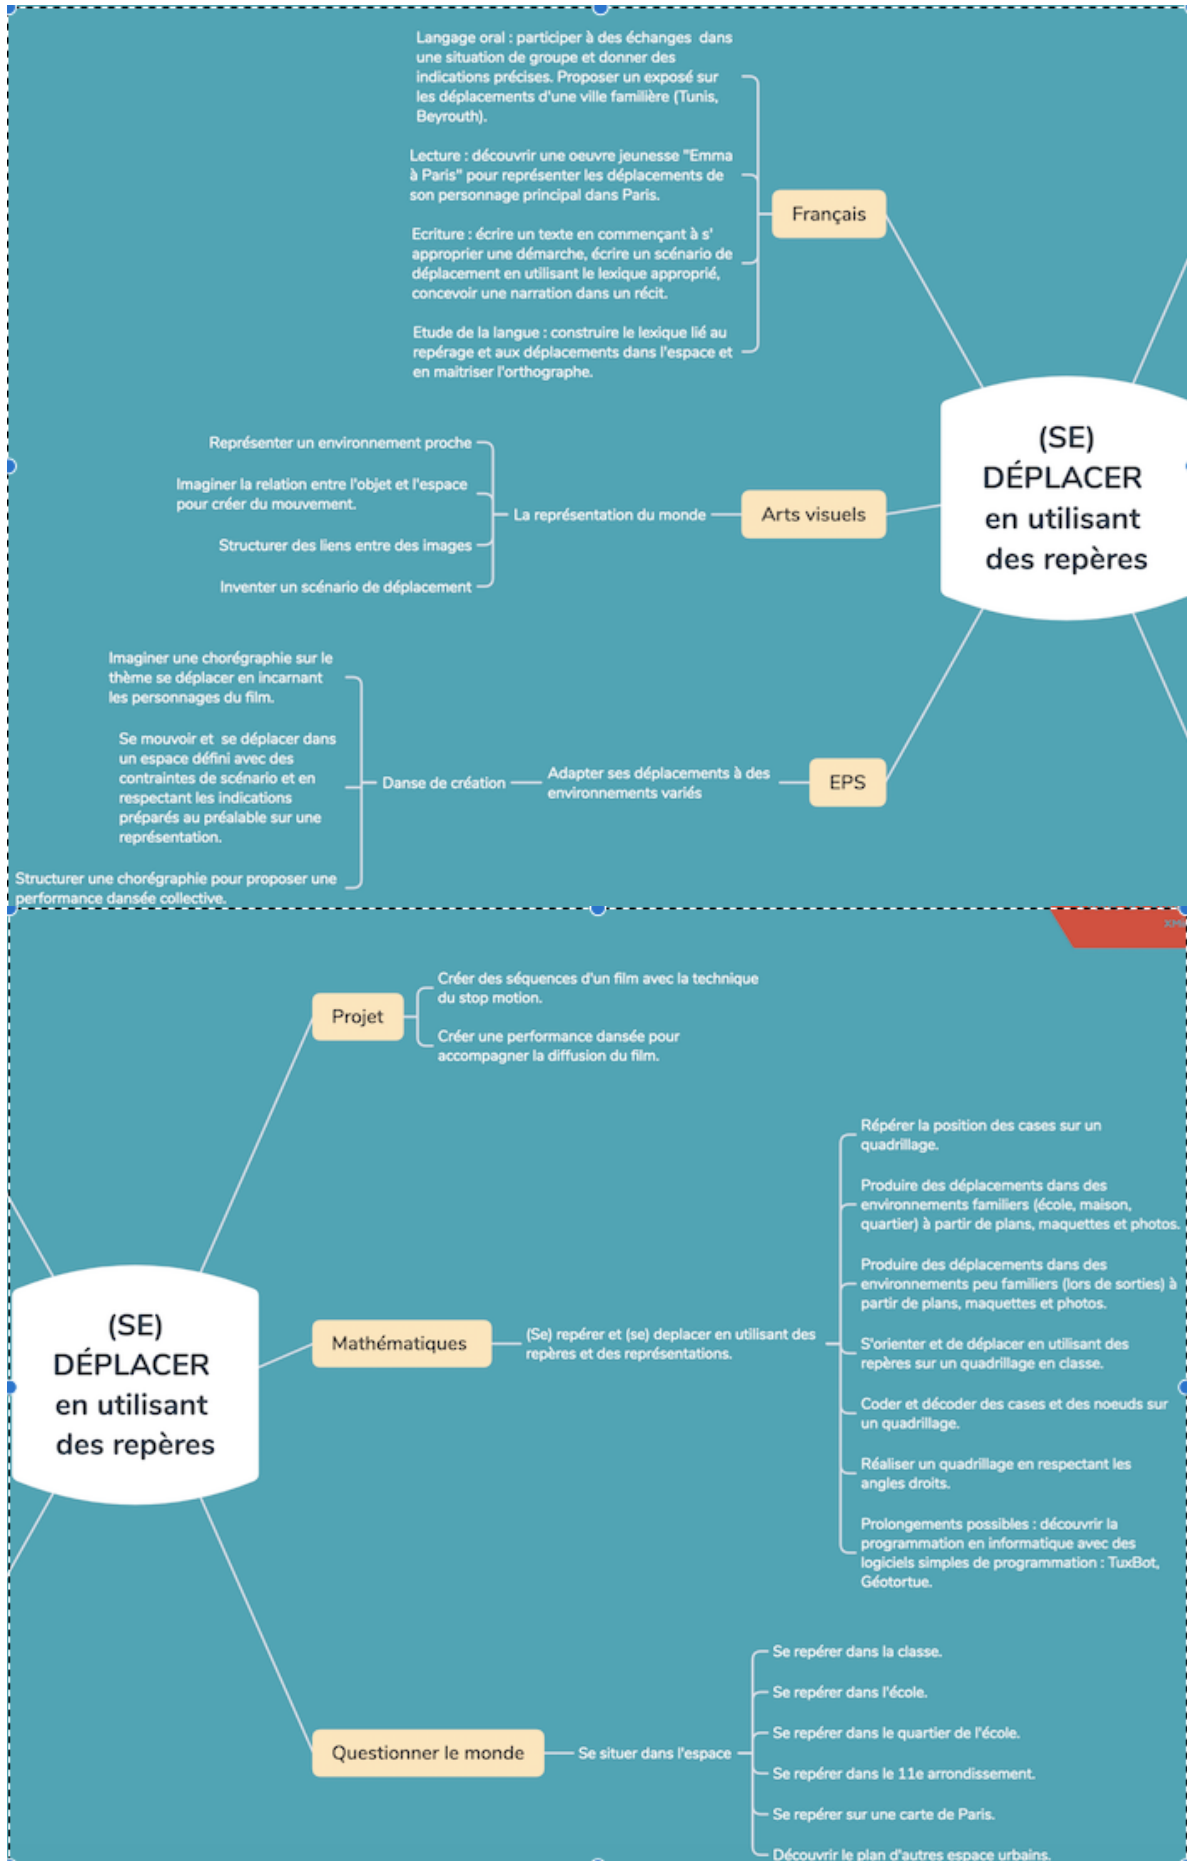 Langage oral : participer à des échanges dans
une situation de groupe et donner des
indications précises. Proposer un exposé sur
les déplacements d'une ville familière (Tunis,
Beyrouth).
Lecture : découvrir une oeuvre jeunesse "Emma
à Paris" pour représenter les déplacements de
son personnage principal dans Paris.
Ecriture : écrire un texte en commençant à s'
approprier une démarche, écrire un scénario de
déplacement en utilisant le lexique approprié,
concevoir une narration dans un récit.
Etude de la langue : construire le lexique lié au
repérage et aux déplacements dans l'espace et
en maitriser l'orthographe.
Français
Représenter un environnement proche
Imaginer la relation entre l'objet et l'espace
pour créer du mouvement.
Structurer des liens entre des images
Inventer un scénario de déplacement
La représentation du monde
Arts visuels
(SE)
DÉPLACER
en utilisant
des repères
Imaginer une chorégraphie sur le
thème se déplacer en incarnant
les personnages du film.
Se mouvoir et se déplacer dans
un espace défini avec des
contraintes de scénario et en
respectant les indications
préparés au préalable sur une
représentation.
Structurer une chorégraphie pour proposer une
performance dansée collective.
Danse de création
Adapter ses déplacements à des
environnements variés
EPS
Projet
Créer des séquences d'un film avec la technique
du stop motion.
Créer une performance dansée pour
accompagner la diffusion du film.
(SE)
DÉPLACER
en utilisant
des repères
Mathématiques
(Se) repérer et (se) deplacer en utilisant des
repères et des représentations.
Répérer la position des cases sur un
quadrillage.
Produire des déplacements dans des
environnements familiers (école, maison,
quartier) à partir de plans, maquettes et photos.
Produire des déplacements dans des
environnements peu familiers (lors de sorties) à
partir de plans, maquettes et photos.
S'orienter et de déplacer en utilisant des
repères sur un quadrillage en classe.
Coder et décoder des cases et des noeuds sur
un quadrillage.
Réaliser un quadrillage en respectant les
angles droits.
Prolongements possibles : découvrir la
programmation en informatique avec des
logiciels simples de programmation : TuxBot,
Géotortue.
Questionner le monde
Se situer dans l'espace
Se repérer dans la classe.
Se repérer dans l'école.
Se repérer dans le quartier de l'école.
Se repérer dans le 11e arrondissement.
Se repérer sur une carte de Paris.
Découvrir le plan d'autres espace urbains.